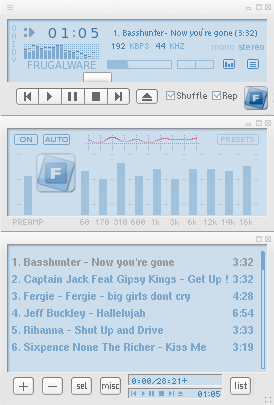 O
A
I
D
V
01:05
1. Basshunter- Now you're gone (3:32)
192 KBPS 44 KHZ
mono stereo
FRUGALWARE
Shuffle Rep
F
ON AUTO PRESETS
F
PREAMP 60 170 310 600 1k 3k 6k 12k 14k 16k
1. Basshunter - Now you're gone 3:32
2. Captain Jack Feat Gipsy Kings - Get Up ! 3:32
3. Fergie - Fergie - big girls dont cry 4:28
4. Jeff Buckley - Hallelujah 6:54
5. Rihanna - Shut Up and Drive 3:33
6. Sixpence None The Richer - Kiss Me 3:19
+ − sel misc 0:00/28:21+ list
01:05